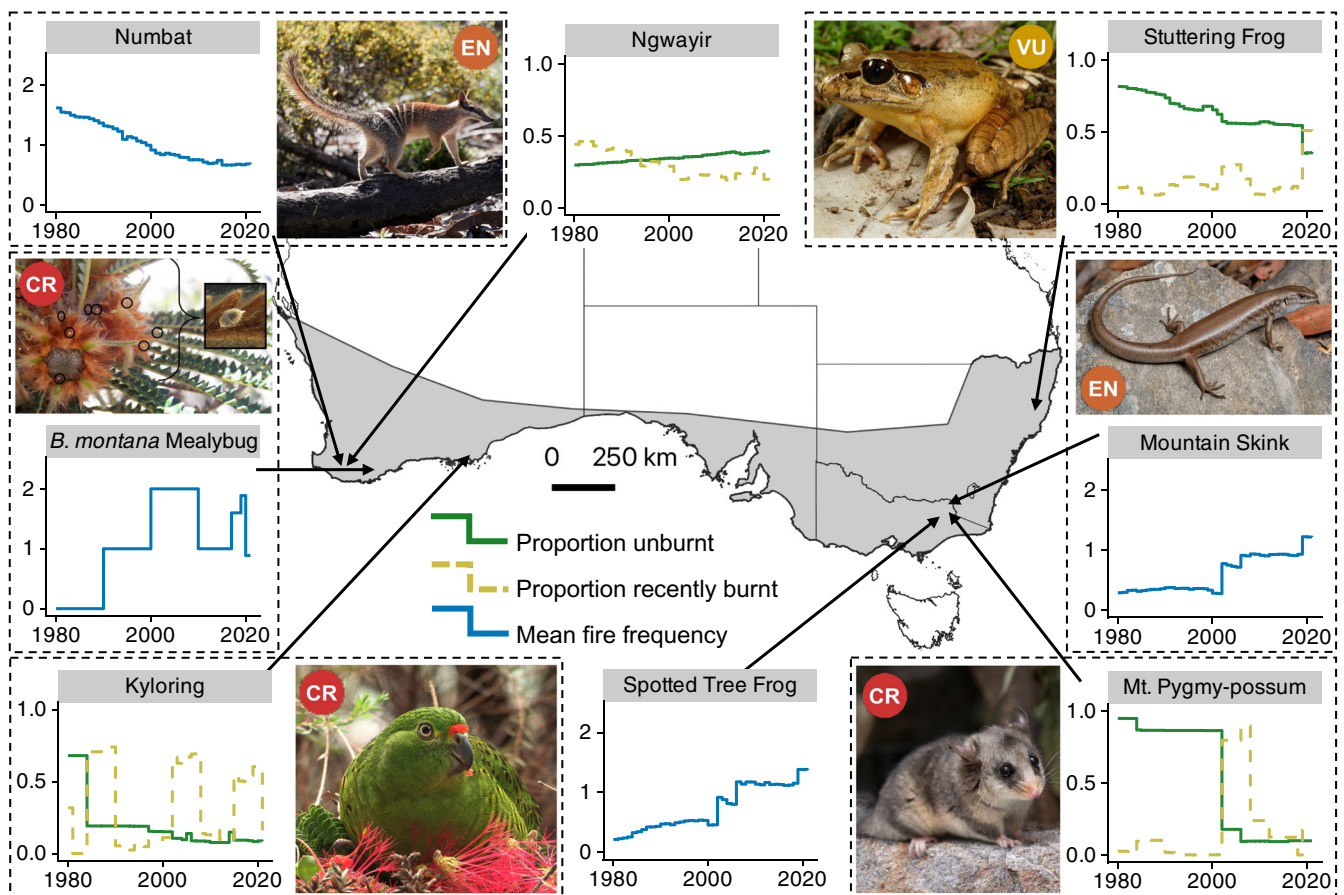 Numbat
2
1
0
1980 2000 2020
EN
Ngwayir
1.0
0.5
0.0
1980 2000 2020
VU
Stuttering Frog
1.0
0.5
0.0
1980 2000 2020
CR
B. montana Mealybug
2
1
0
1980 2000 2020
0 250 km
Proportion unburnt
Proportion recently burnt
Mean fire frequency
EN
Mountain Skink
2
1
0
1980 2000 2020
Kyloring
1.0
0.5
0.0
1980 2000 2020
CR
Spotted Tree Frog
2
1
0
1980 2000 2020
CR
Mt. Pygmy-possum
1.0
0.5
0.0
1980 2000 2020